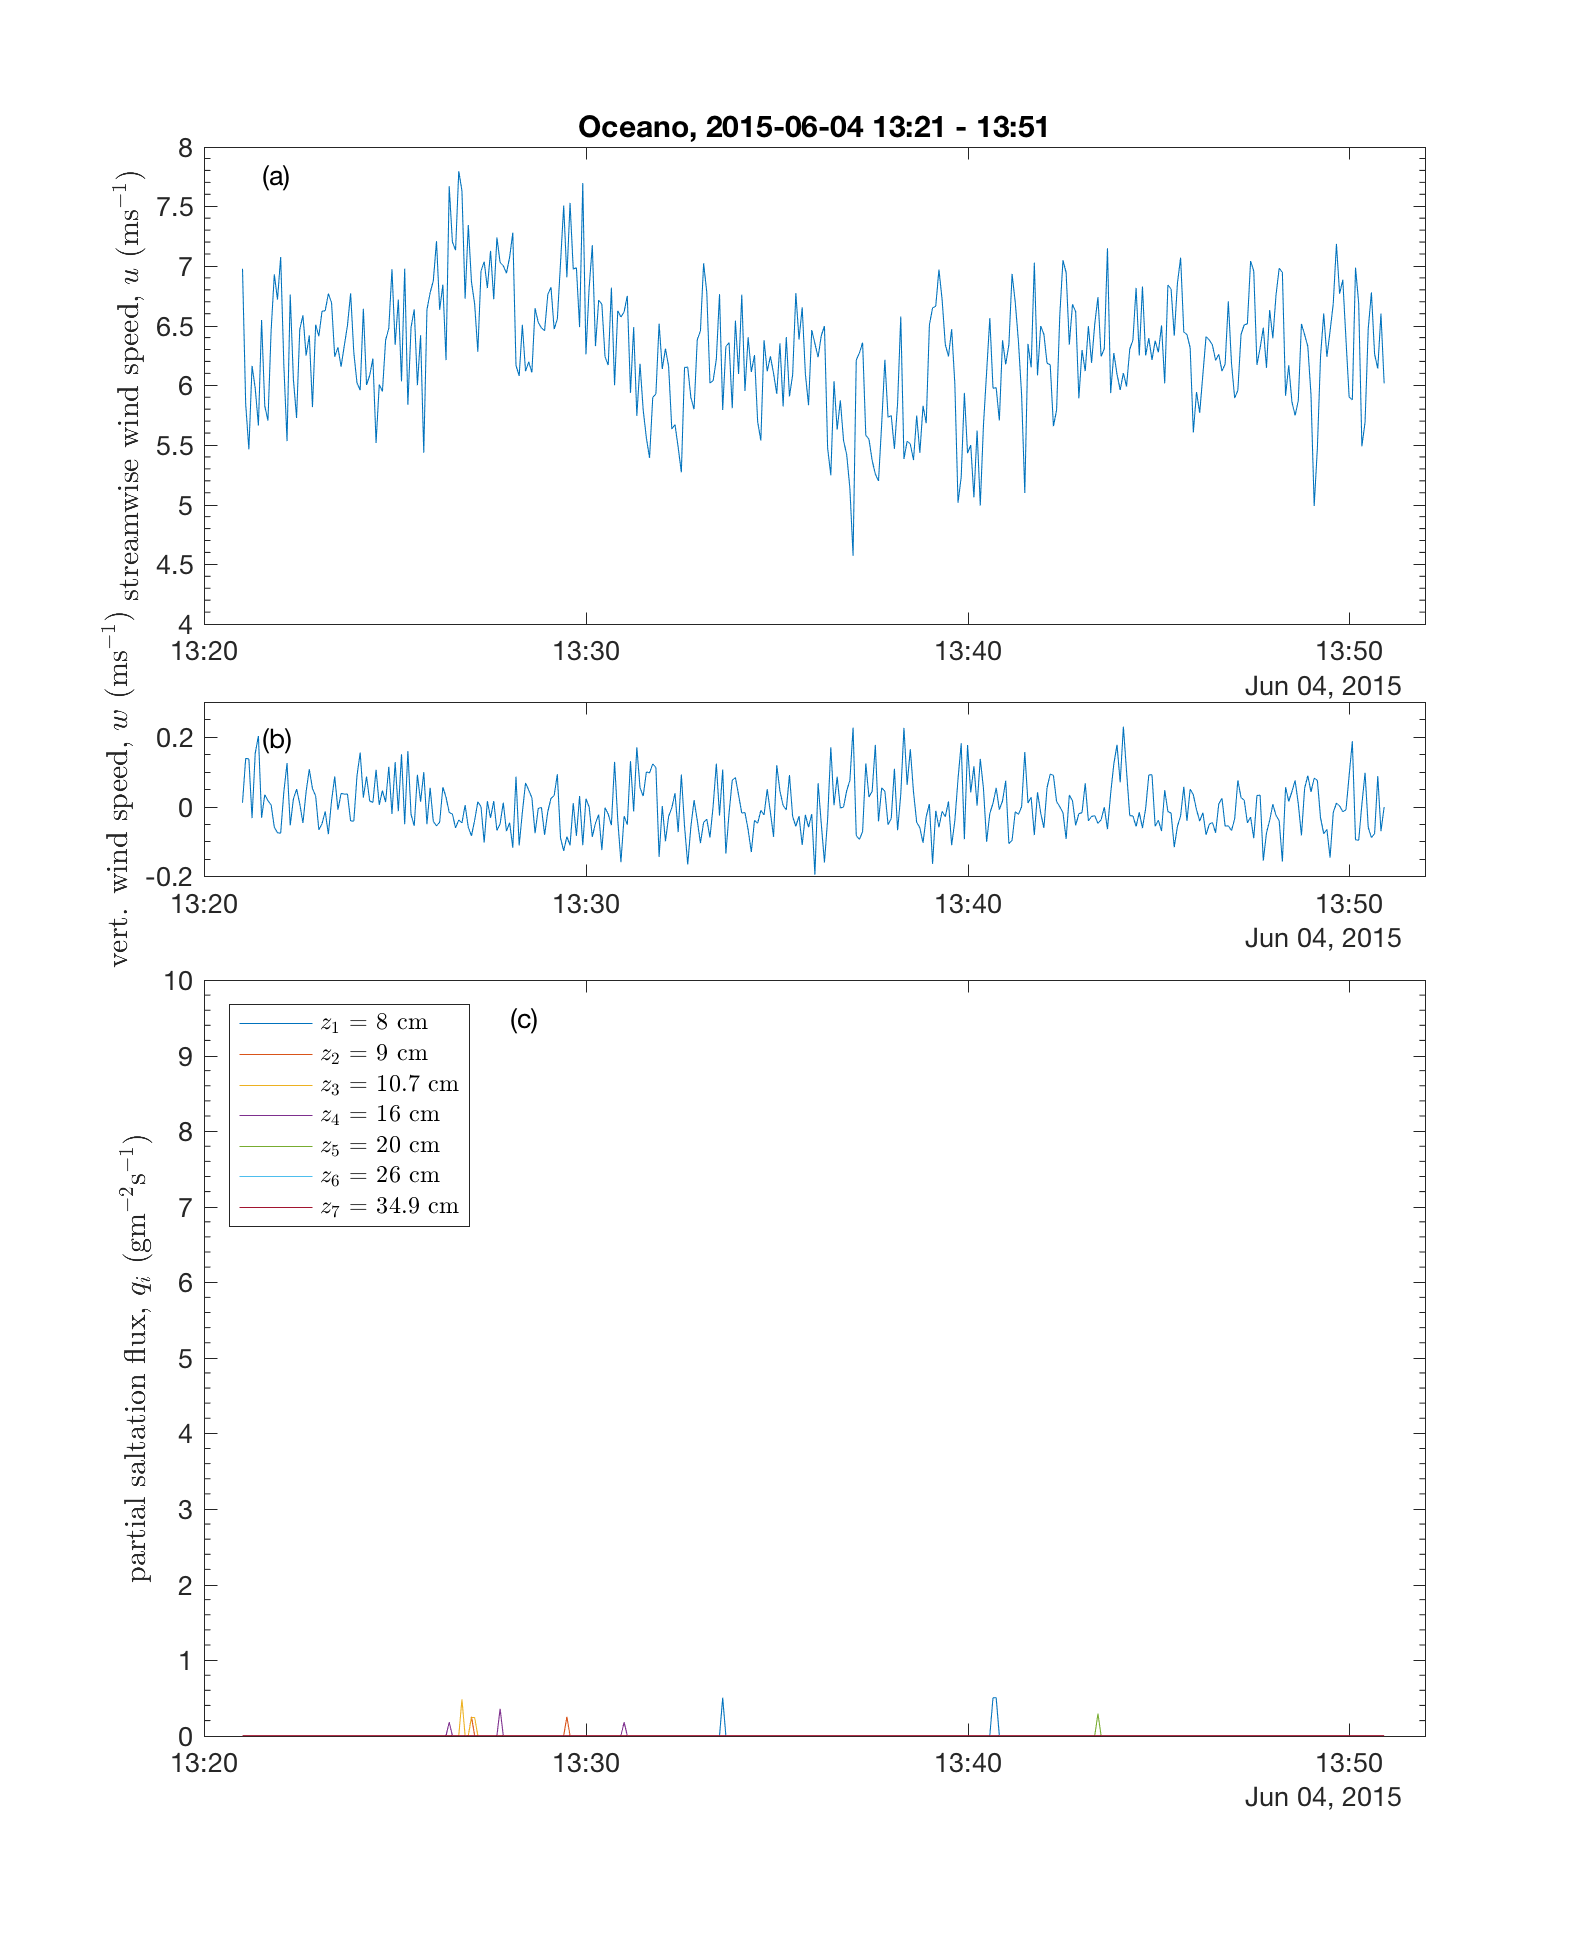 Oceano, 2015-06-04 13:21 - 13:51
(a)
streamwise wind speed, u (ms⁻¹)
8
7.5
7
6.5
6
5.5
5
4.5
4
13:20 13:30 13:40 13:50
Jun 04, 2015
(b)
vert. wind speed, w (ms⁻¹)
0.2
0
-0.2
13:20 13:30 13:40 13:50
Jun 04, 2015
(c)
partial saltation flux, qᵢ (gm⁻²s⁻¹)
10
9
8
7
6
5
4
3
2
1
0
z₁ = 8 cm
z₂ = 9 cm
z₃ = 10.7 cm
z₄ = 16 cm
z₅ = 20 cm
z₆ = 26 cm
z₇ = 34.9 cm
13:20 13:30 13:40 13:50
Jun 04, 2015